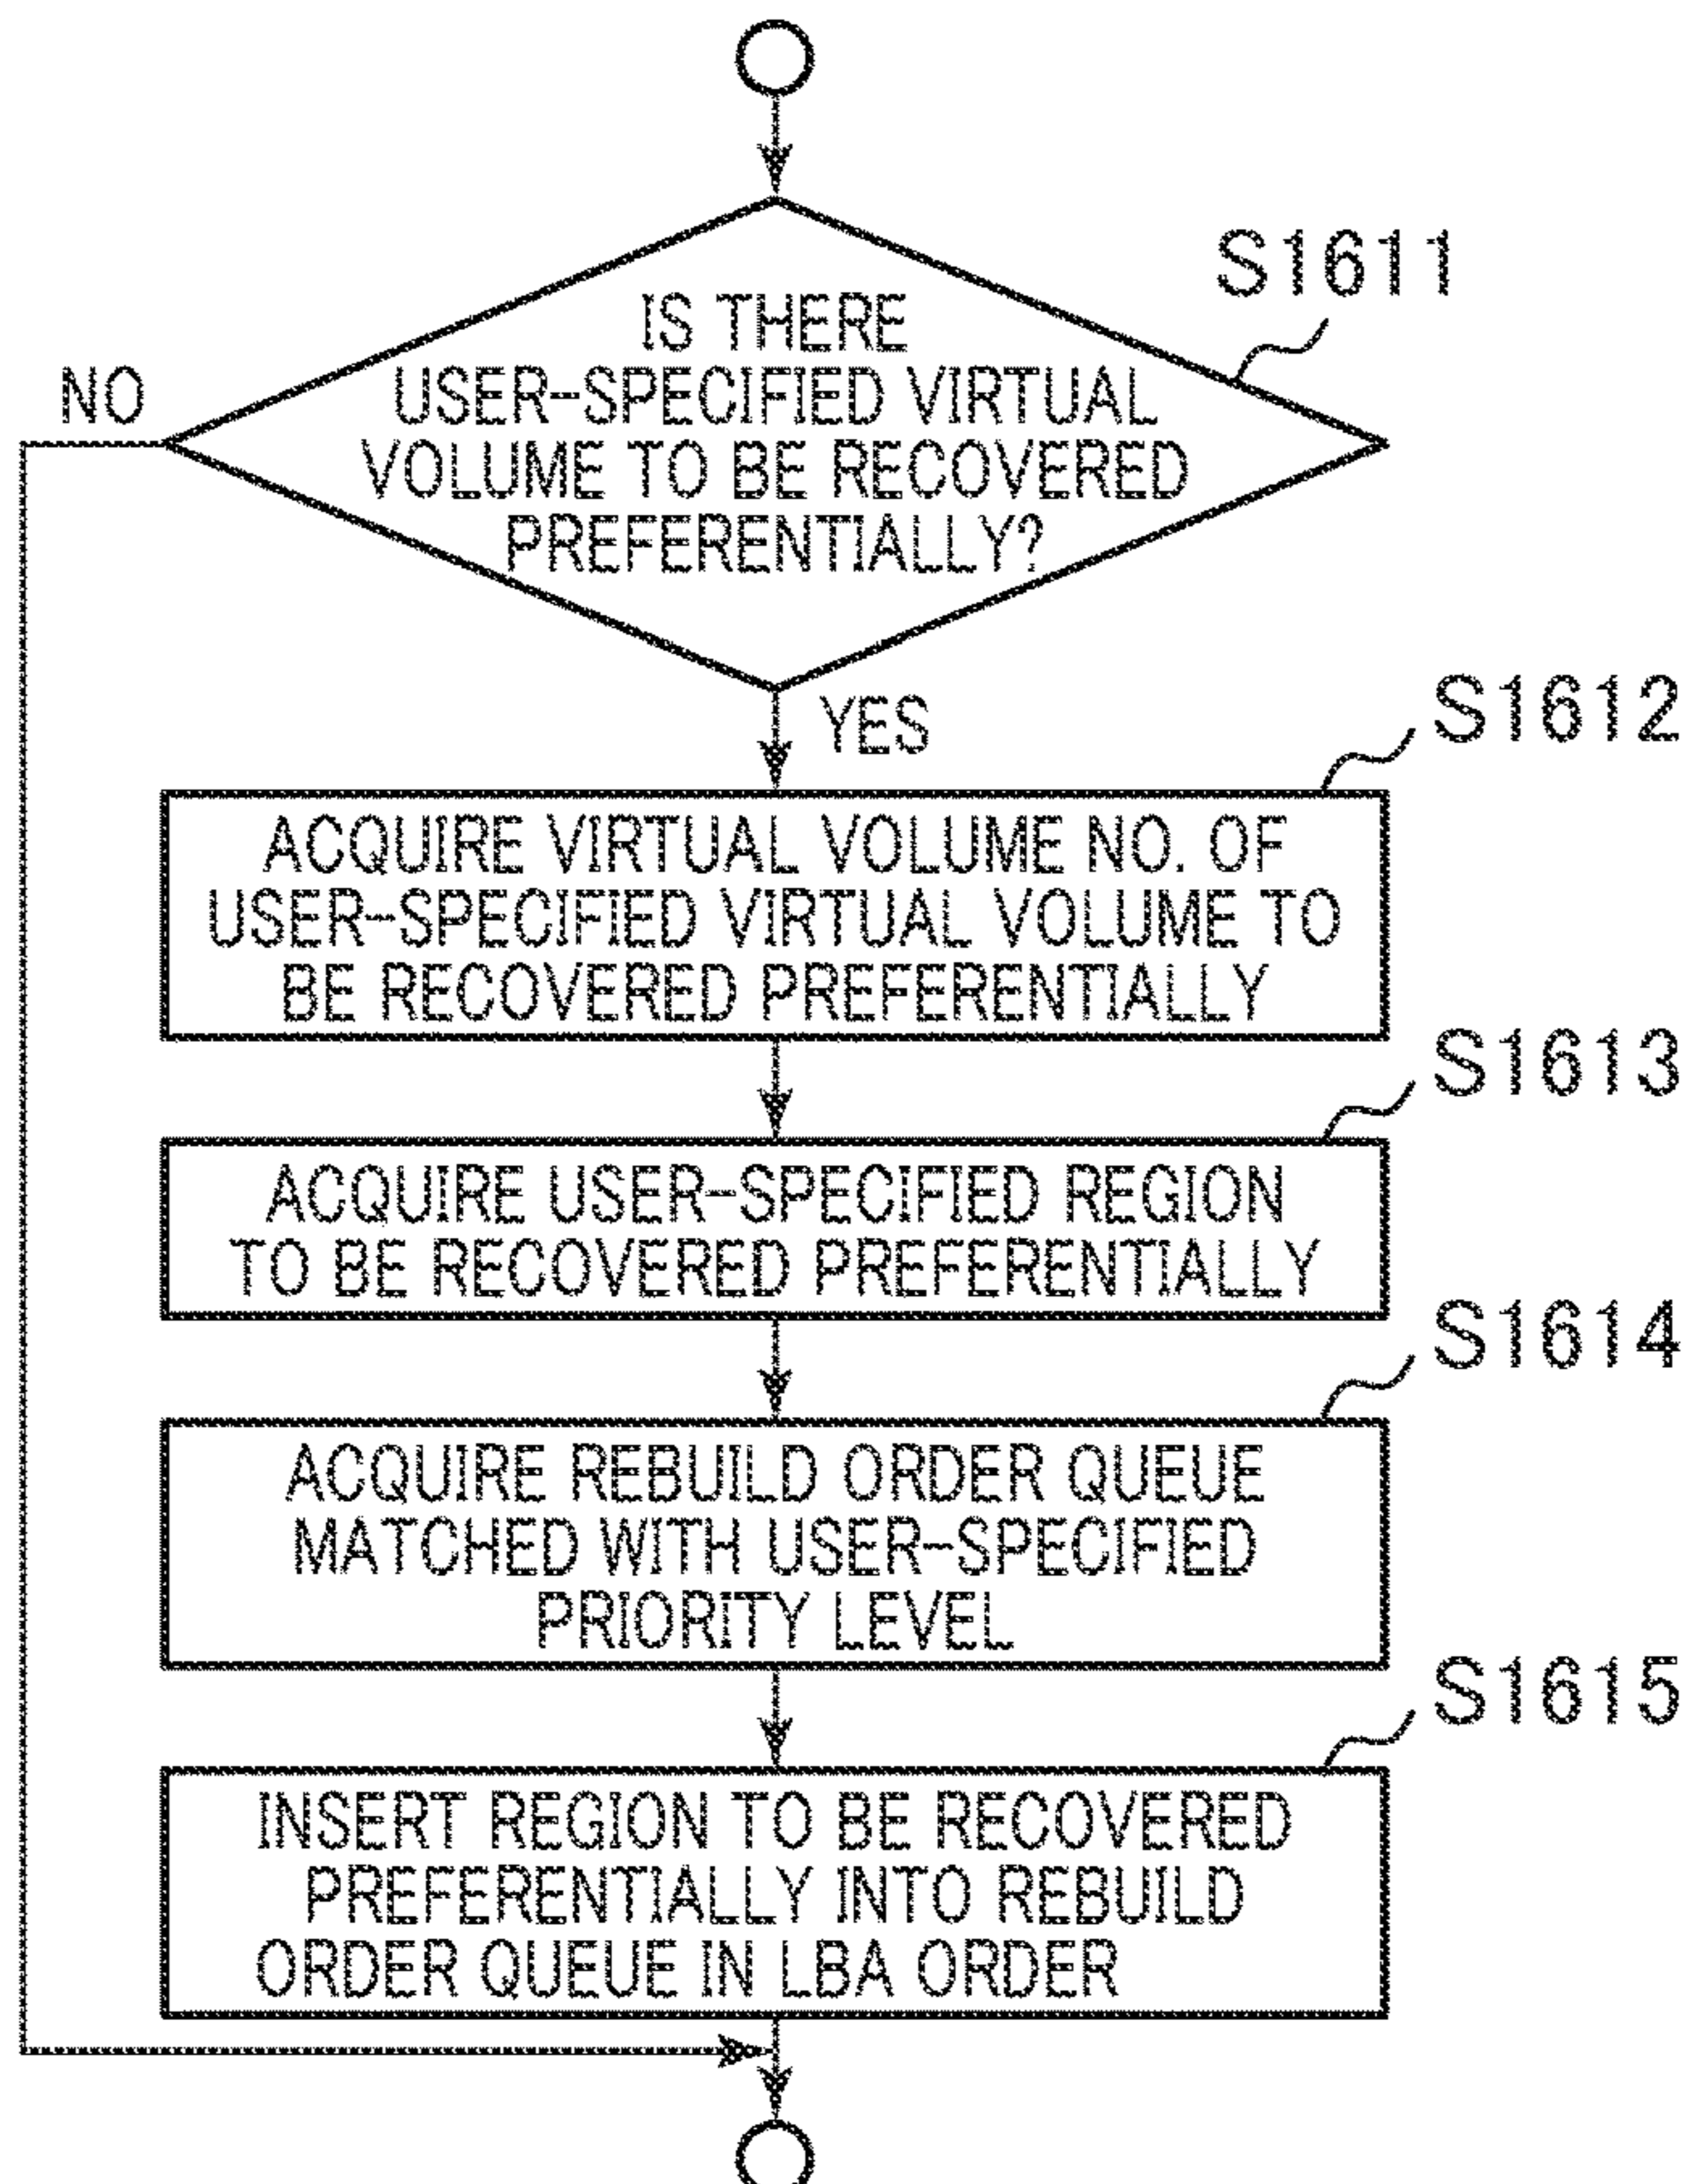 S1611
IS THERE
USER-SPECIFIED VIRTUAL
VOLUME TO BE RECOVERED
PREFERENTIALLY?
NO
YES
S1612
ACQUIRE VIRTUAL VOLUME NO. OF
USER-SPECIFIED VIRTUAL VOLUME TO
BE RECOVERED PREFERENTIALLY
S1613
ACQUIRE USER-SPECIFIED REGION
TO BE RECOVERED PREFERENTIALLY
S1614
ACQUIRE REBUILD ORDER QUEUE
MATCHED WITH USER-SPECIFIED
PRIORITY LEVEL
S1615
INSERT REGION TO BE RECOVERED
PREFERENTIALLY INTO REBUILD
ORDER QUEUE IN LBA ORDER